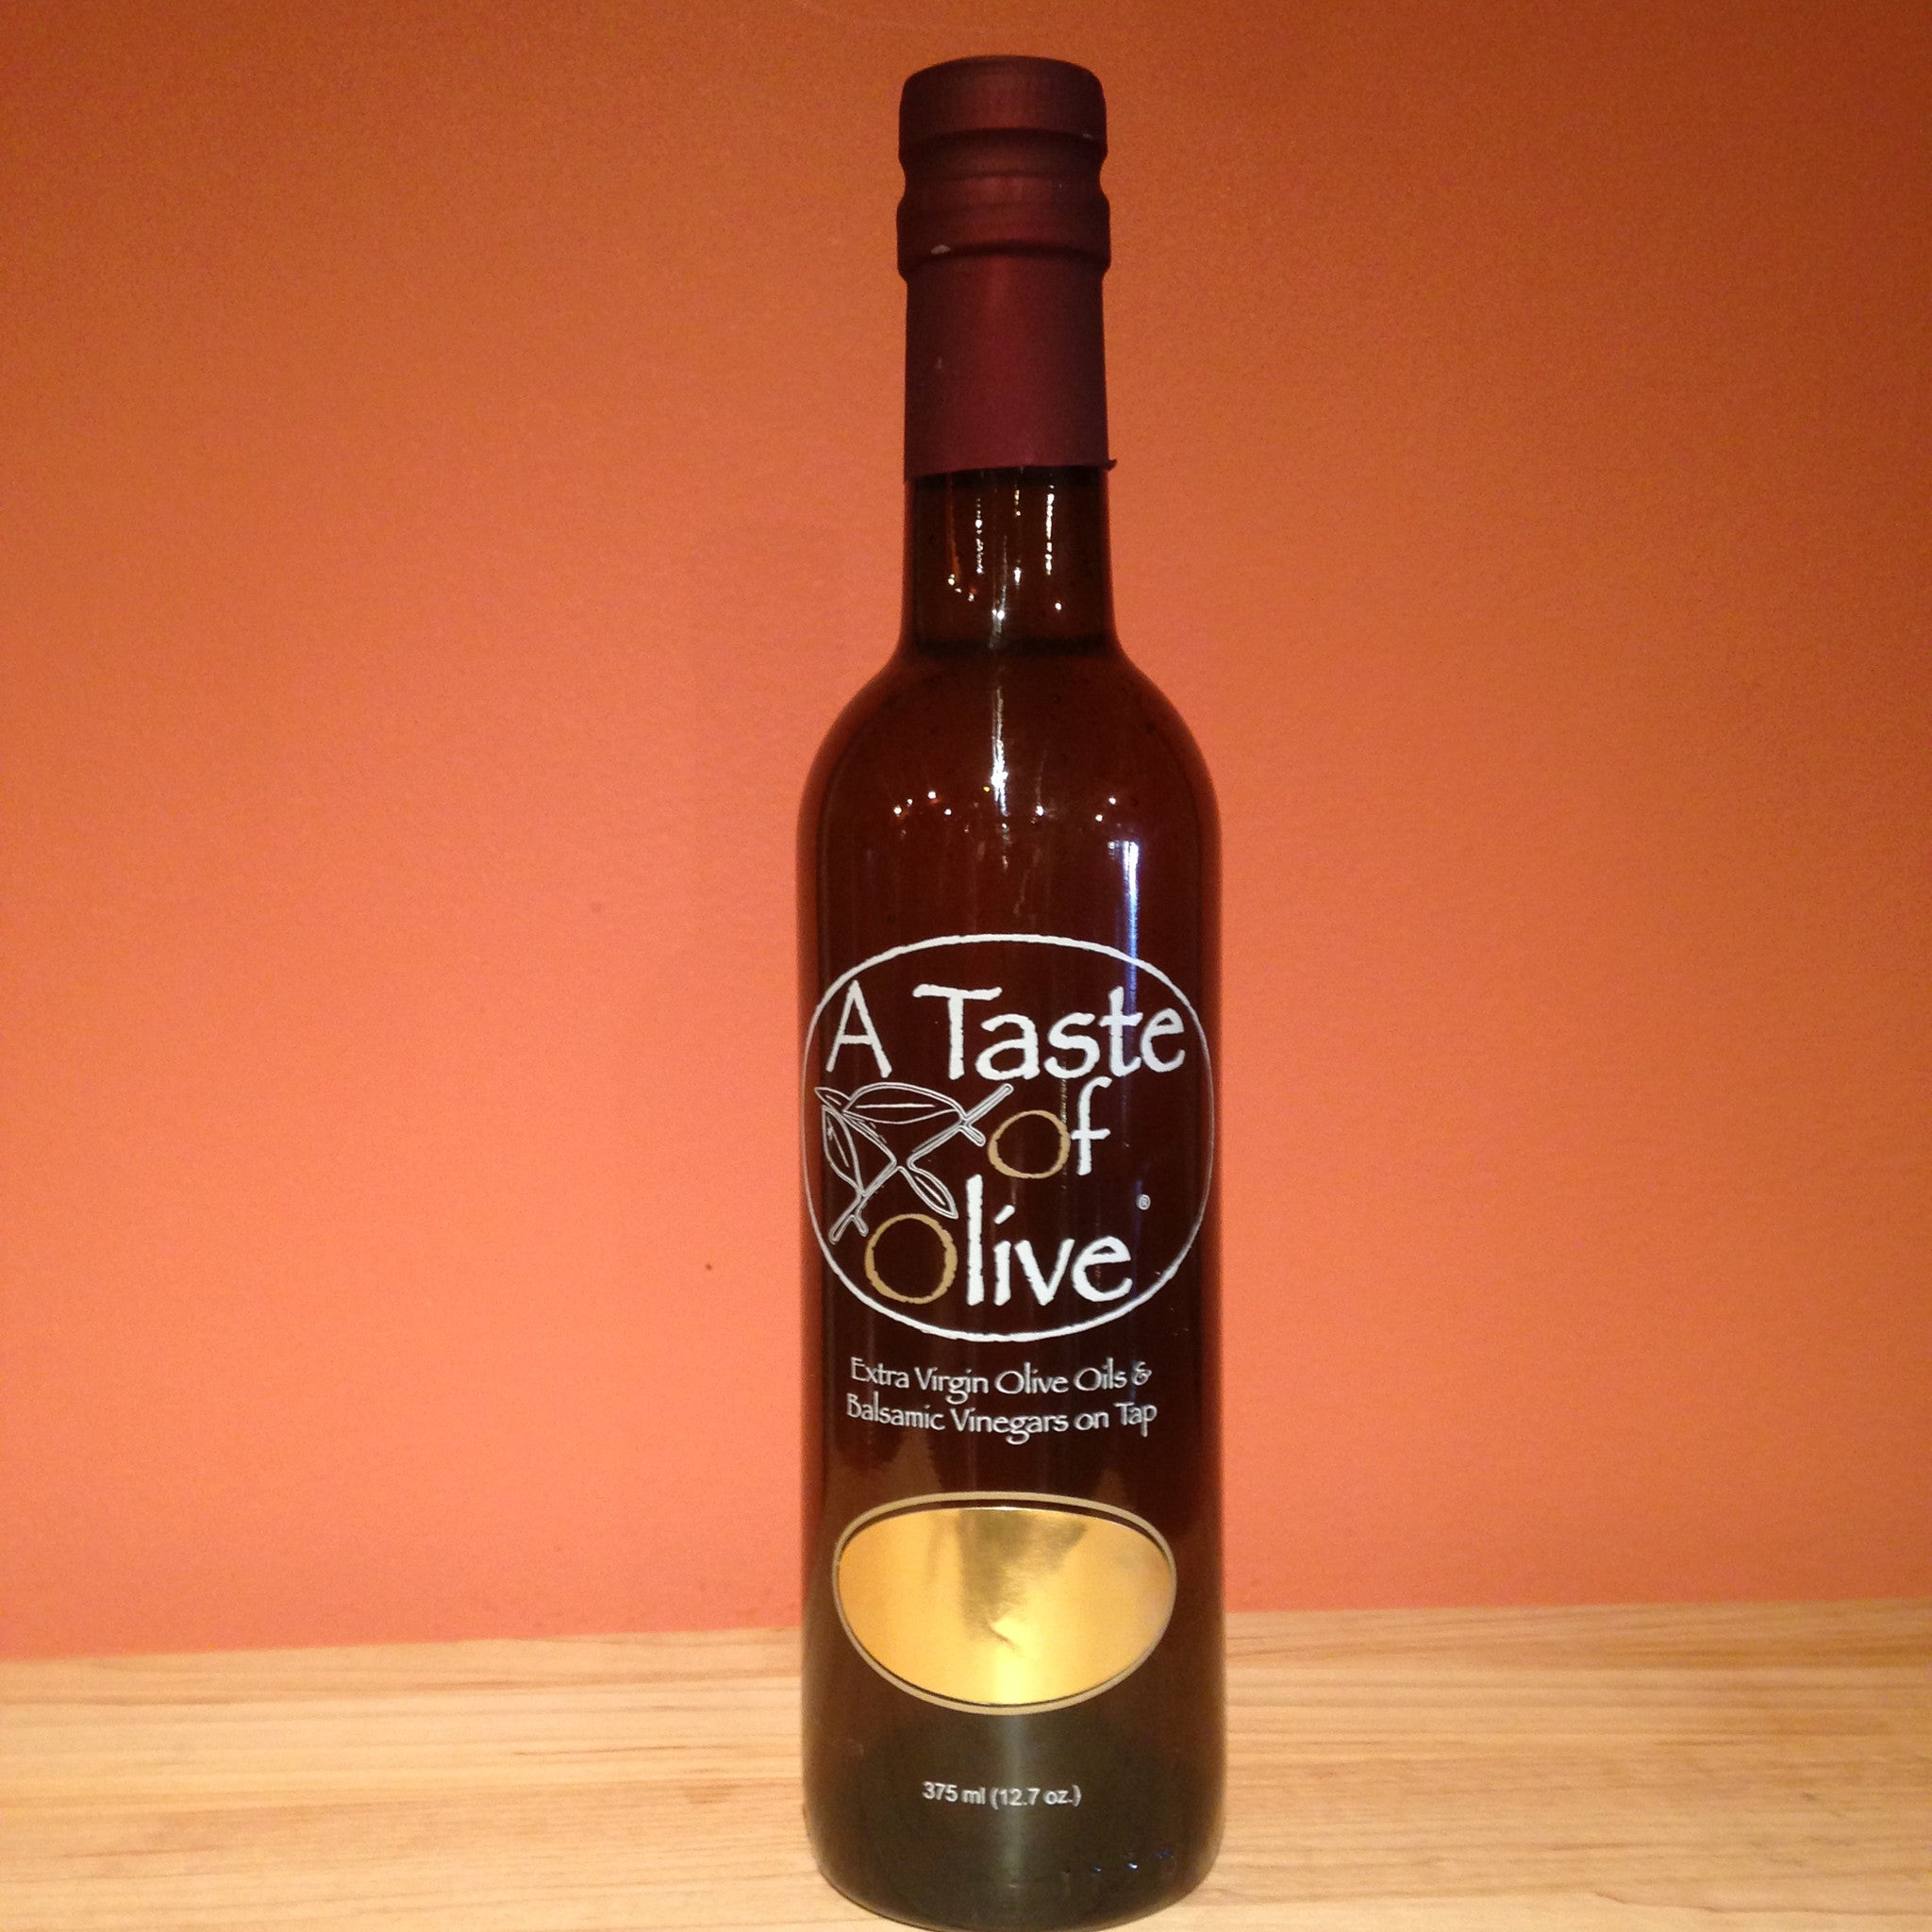 A Taste
of
Olive
®
Extra Virgin Olive Oils &
Balsamic Vinegars on Tap
375 ml (12.7 oz.)